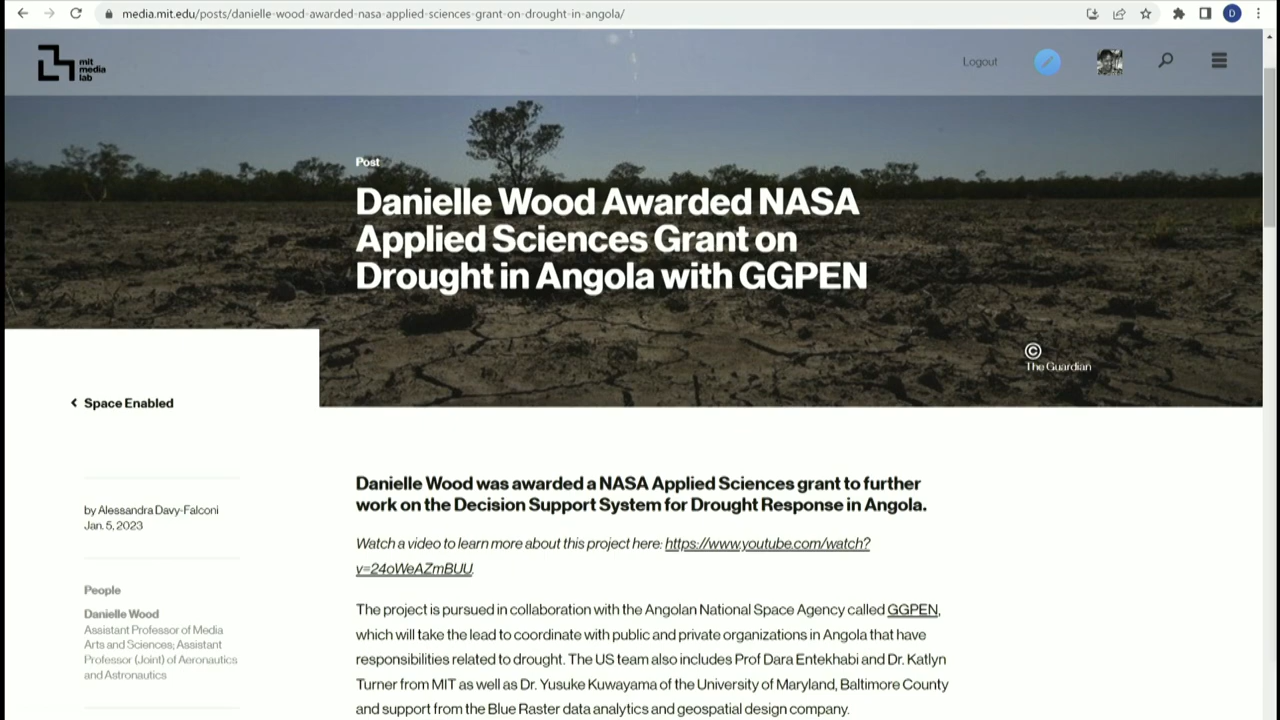 media.mit.edu/posts/danielle-wood-awarded-nasa-applied-sciences-grant-on-drought-in-angola/
D
mit
media
lab
Logout
Post
Danielle Wood Awarded NASA
Applied Sciences Grant on
Drought in Angola with GGPEN
©
The Guardian
Space Enabled
by Alessandra Davy-Falconi
Jan. 5, 2023
People
Danielle Wood
Assistant Professor of Media
Arts and Sciences; Assistant
Professor (Joint) of Aeronautics
and Astronautics
Danielle Wood was awarded a NASA Applied Sciences grant to further
work on the Decision Support System for Drought Response in Angola.
Watch a video to learn more about this project here: https://www.youtube.com/watch?
v=24oWeAZmBUU.
The project is pursued in collaboration with the Angolan National Space Agency called GGPEN,
which will take the lead to coordinate with public and private organizations in Angola that have
responsibilities related to drought. The US team also includes Prof Dara Entekhabi and Dr. Katlyn
Turner from MIT as well as Dr. Yusuke Kuwayama of the University of Maryland, Baltimore County
and support from the Blue Raster data analytics and geospatial design company.